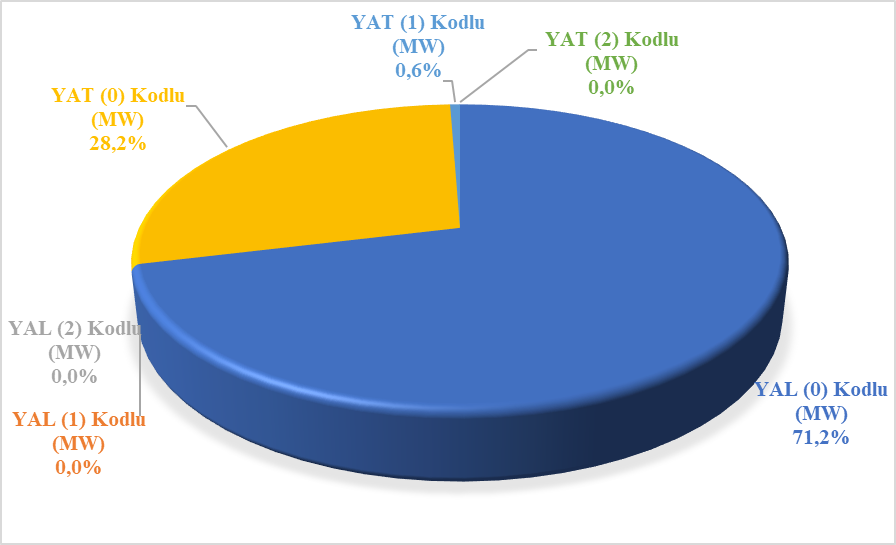 YAT (1) Kodlu
(MW)
0,6%
YAT (2) Kodlu
(MW)
0,0%
YAT (0) Kodlu
(MW)
28,2%
YAL (2) Kodlu
(MW)
0,0%
YAL (1) Kodlu
(MW)
0,0%
YAL (0) Kodlu
(MW)
71,2%